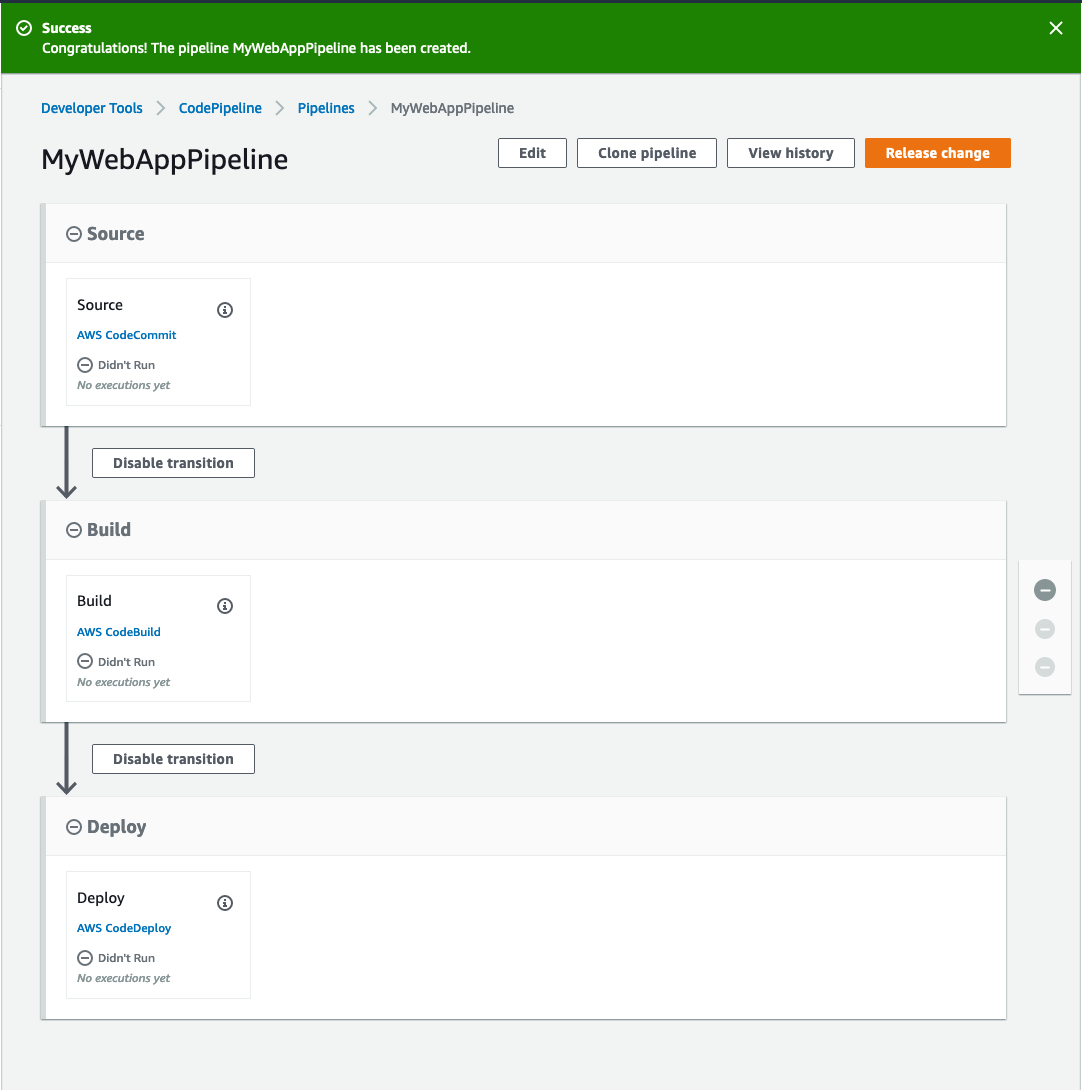 Success
Congratulations! The pipeline MyWebAppPipeline has been created.
Developer Tools > CodePipeline > Pipelines > MyWebAppPipeline
MyWebAppPipeline
Edit
Clone pipeline
View history
Release change
Source
Source
AWS CodeCommit
Didn't Run
No executions yet
Disable transition
Build
Build
AWS CodeBuild
Didn't Run
No executions yet
Disable transition
Deploy
Deploy
AWS CodeDeploy
Didn't Run
No executions yet